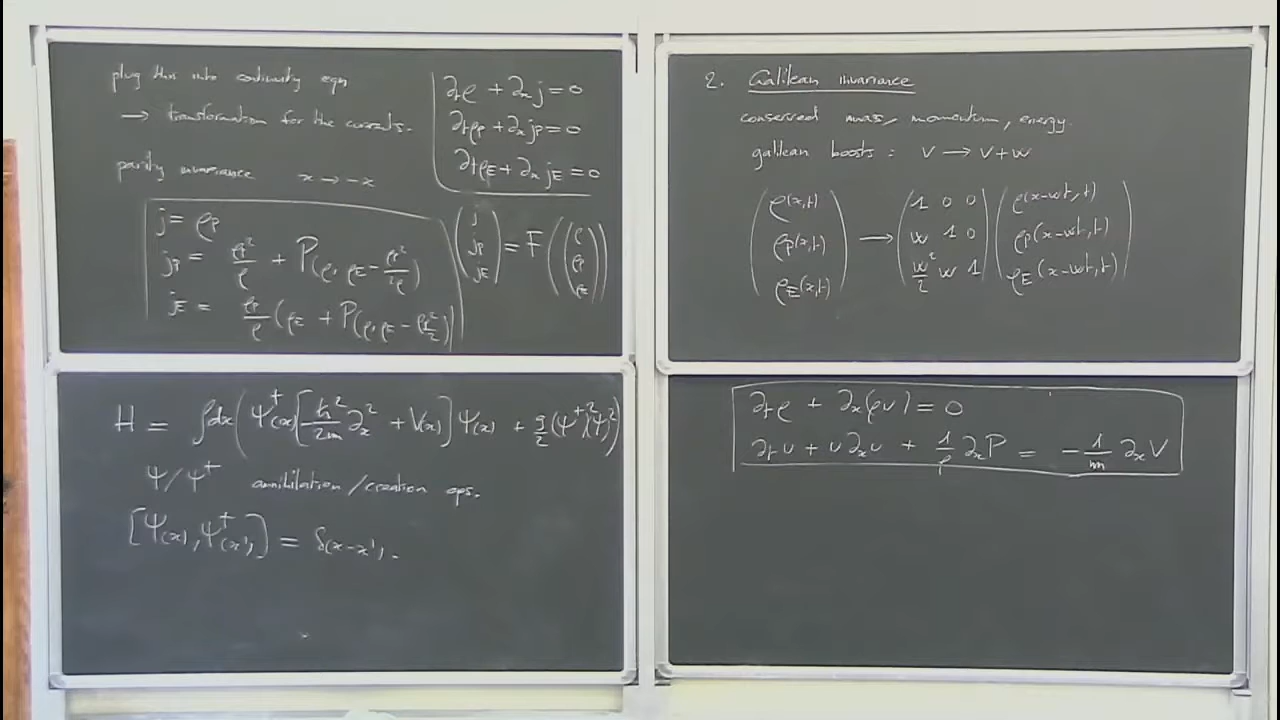 plug this into continuity eqn
→ transformation for the currents.
parity invariance x → -x
∂tρ + ∂x j = 0
∂tρP + ∂x jP = 0
∂tρE + ∂x jE = 0
j = ρP
jP = ρP²/ρ + P(ρ, ρE - ρP²/2ρ)
jE = ρP/ρ (ρE + P(ρ, ρE - ρP²/2))
(j jP jE) = F((ρ ρP ρE))
H = ∫dx (Ψ†(x) [ħ²/2m ∂x² + V(x)] Ψ(x) + g/2 (Ψ†)²(Ψ)²)
Ψ/Ψ† annihilation/creation ops.
[Ψ(x), Ψ†(x')] = δ(x-x').
2. Galilean invariance
conserved mass, momentum, energy.
galilean boosts: v → v+w
(ρ(x,t)) → (1 0 0) (ρ(x-wt,t))
(ρP(x,t)) (w 1 0) (ρP(x-wt,t))
(ρE(x,t)) (w²/2 w 1) (ρE(x-wt,t))
∂tρ + ∂x(ρv) = 0
∂tv + v∂xv + 1/ρ ∂xP = -1/m ∂xV